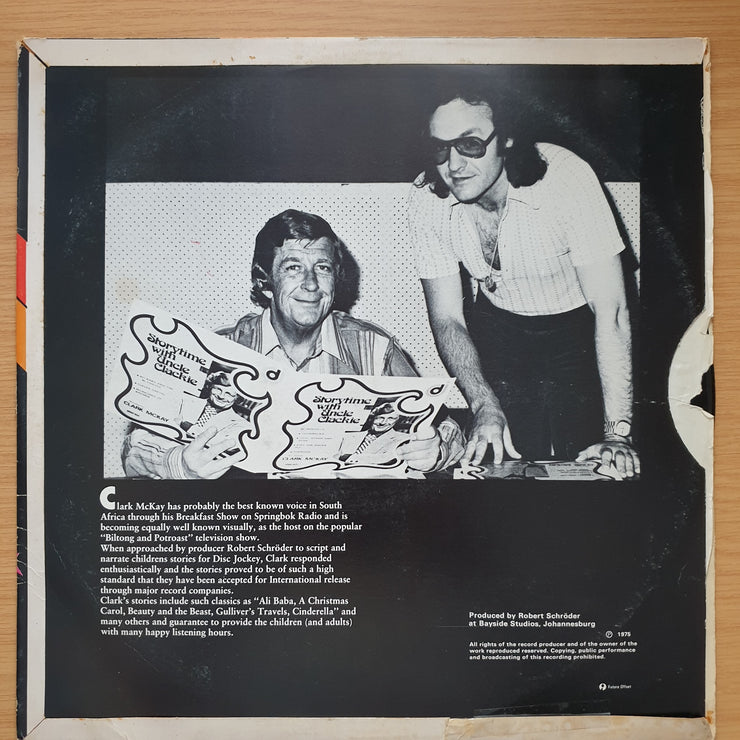 Storytime
with
Uncle
Clackie
CLARK MCKAY
d
Storytime
with
Uncle
Clackie
CLARK MCKAY
d
Clark McKay has probably the best known voice in South
Africa through his Breakfast Show on Springbok Radio and is
becoming equally well known visually, as the host on the popular
“Biltong and Potroast” television show.
When approached by producer Robert Schröder to script and
narrate childrens stories for Disc Jockey, Clark responded
enthusiastically and the stories proved to be of such a high
standard that they have been accepted for International release
through major record companies.
Clark's stories include such classics as “Ali Baba, A Christmas
Carol, Beauty and the Beast, Gulliver's Travels, Cinderella” and
many others and guarantee to provide the children (and adults)
with many happy listening hours.
Produced by Robert Schröder
at Bayside Studios, Johannesburg
℗ 1975
All rights of the record producer and of the owner of the
work reproduced reserved. Copying, public performance
and broadcasting of this recording prohibited.
Future Offset